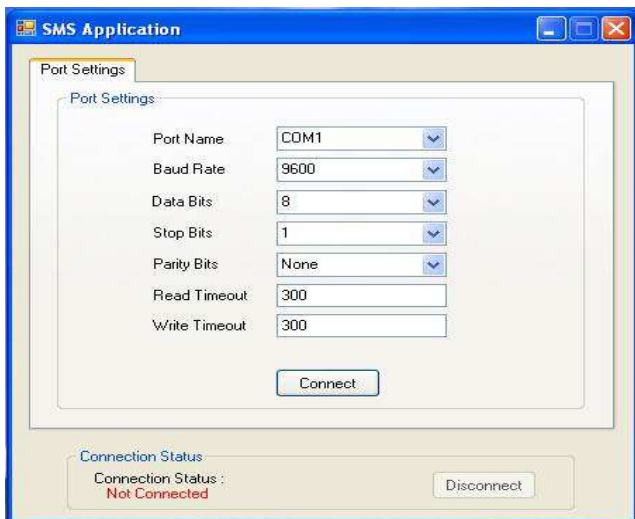 SMS Application
Port Settings
Port Settings
Port Name COM1
Baud Rate 9600
Data Bits 8
Stop Bits 1
Parity Bits None
Read Timeout 300
Write Timeout 300
Connect
Connection Status
Connection Status :
Not Connected
Disconnect